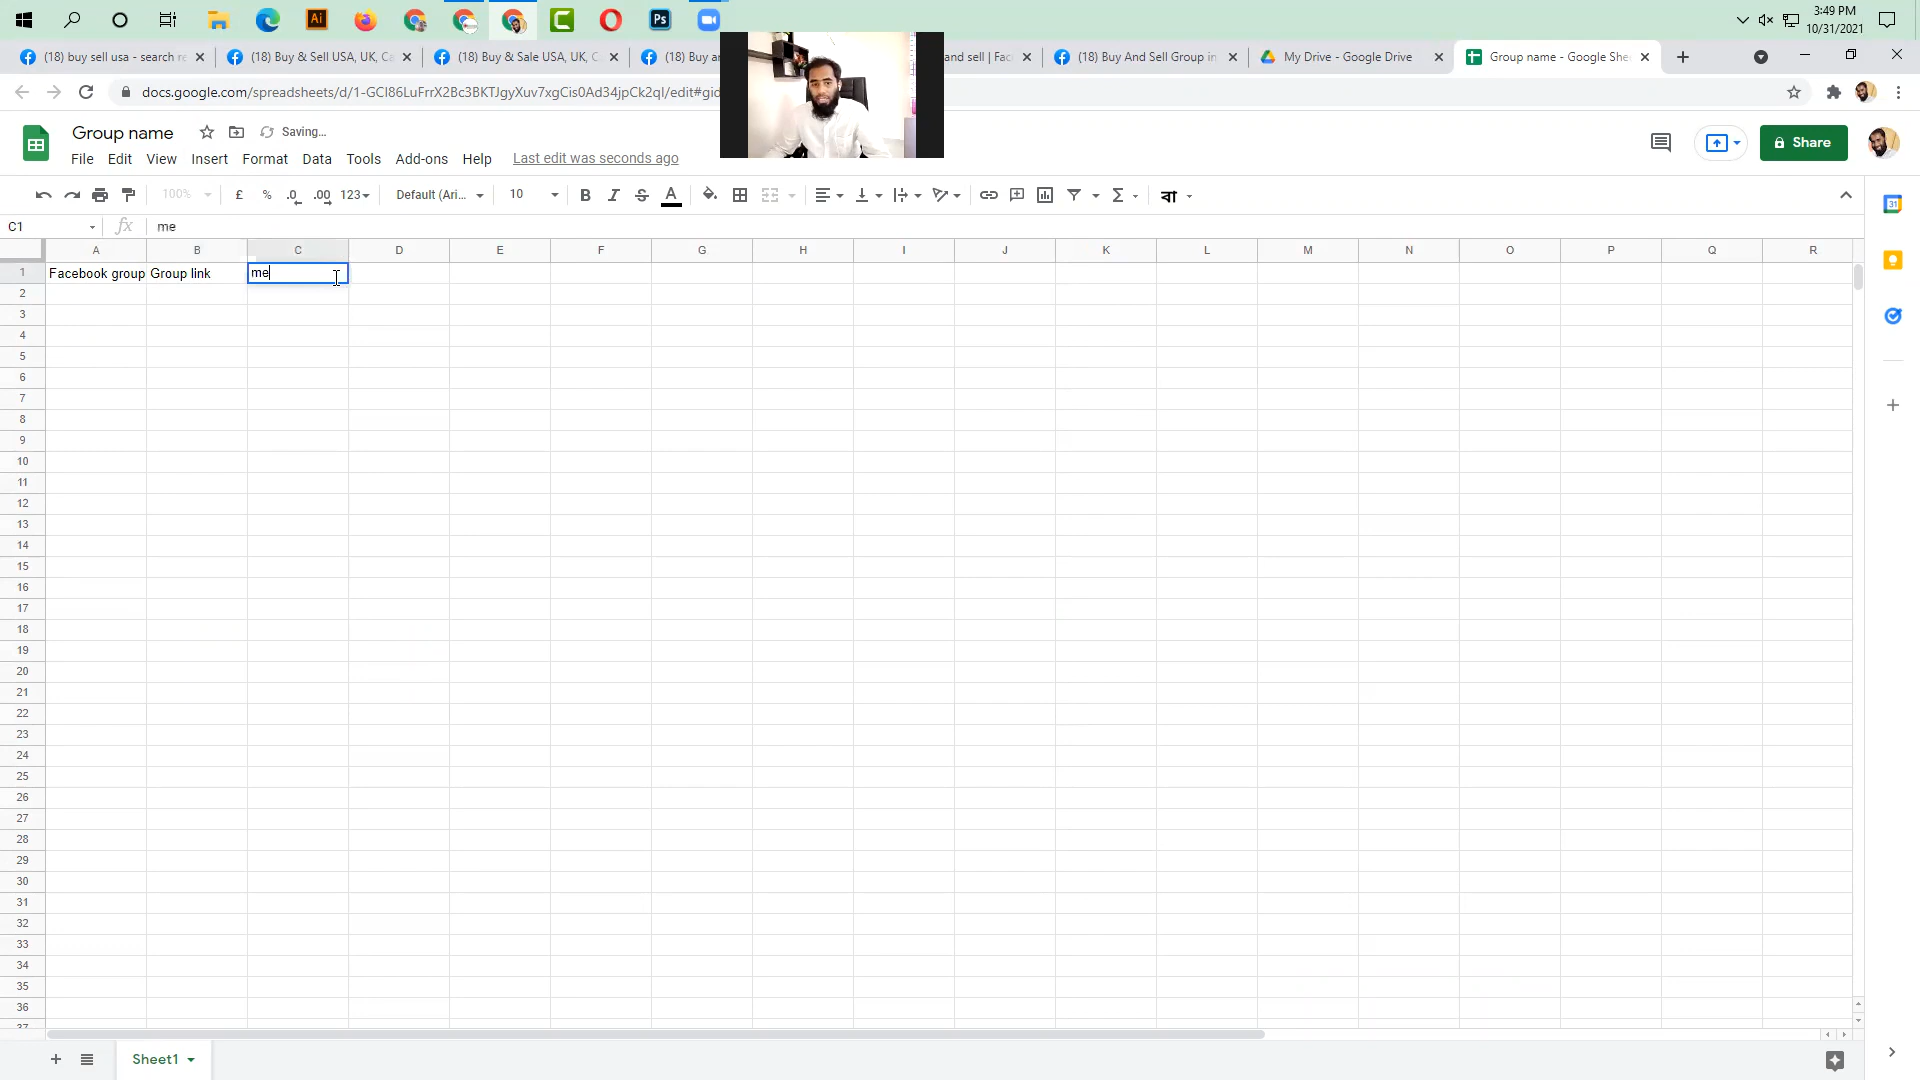 3:49 PM
10/31/2021
(18) buy sell usa - search re
(18) Buy & Sell USA, UK, Ca
(18) Buy & Sale USA, UK, C
(18) Buy an
and sell | Fac
(18) Buy And Sell Group in
My Drive - Google Drive
Group name - Google She
docs.google.com/spreadsheets/d/1-GCI86LuFrrX2Bc3BKTJgyXuv7xgCis0Ad34jpCk2qI/edit#gid
Group name
Saving...
File Edit View Insert Format Data Tools Add-ons Help Last edit was seconds ago
Share
100% £ % .0 .00 123 Default (Ari... 10 B I S A বা
C1 fx me
A B C D E F G H I J K L M N O P Q R
1 Facebook group Group link me
2
3
4
5
6
7
8
9
10
11
12
13
14
15
16
17
18
19
20
21
22
23
24
25
26
27
28
29
30
31
32
33
34
35
36
37
Sheet1